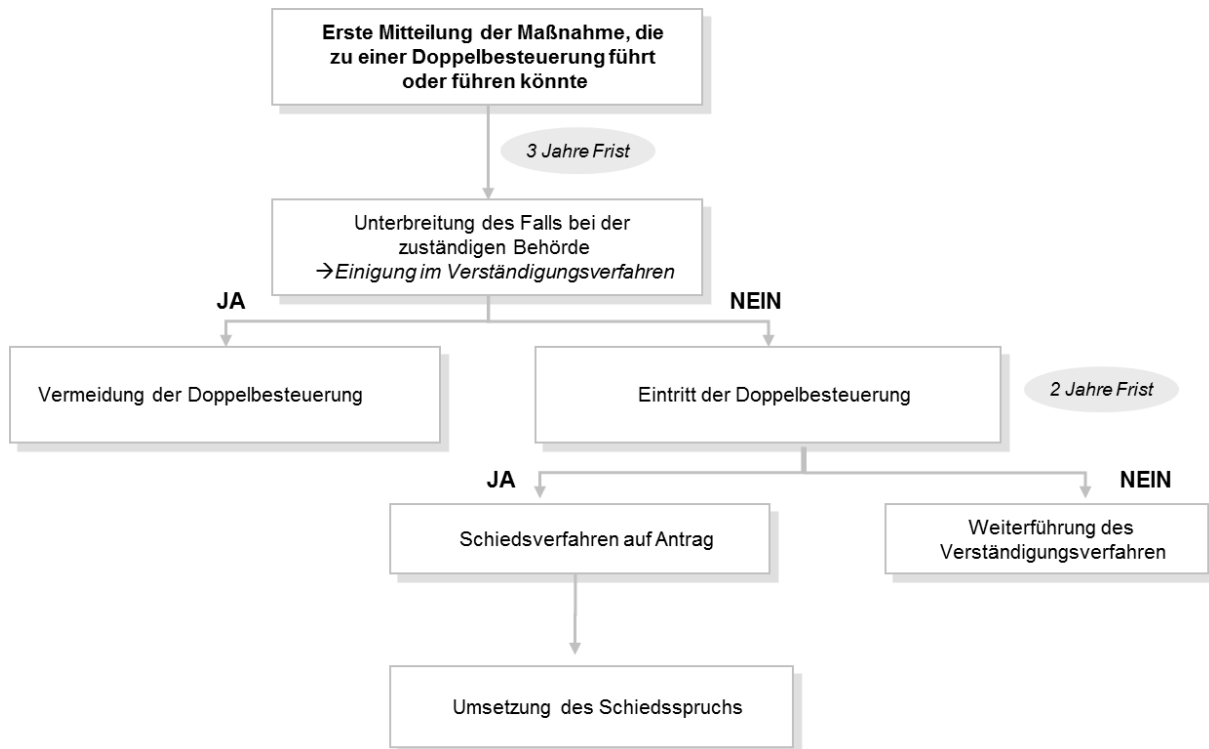 Erste Mitteilung der Maßnahme, die
zu einer Doppelbesteuerung führt
oder führen könnte
3 Jahre Frist
Unterbreitung des Falls bei der
zuständigen Behörde
→Einigung im Verständigungsverfahren
JA
NEIN
Vermeidung der Doppelbesteuerung
Eintritt der Doppelbesteuerung
2 Jahre Frist
JA
NEIN
Schiedsverfahren auf Antrag
Weiterführung des
Verständigungsverfahren
Umsetzung des Schiedsspruchs